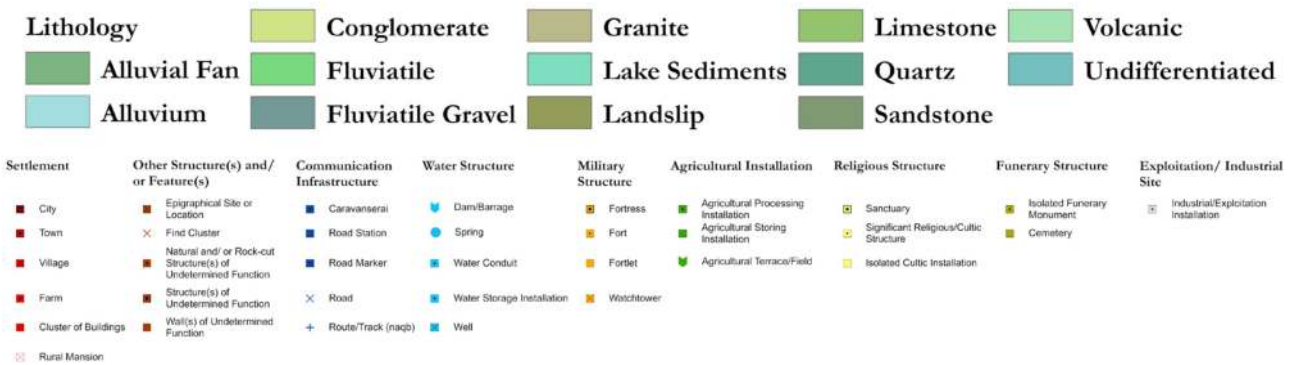 Lithology
Conglomerate
Granite
Limestone
Volcanic
Alluvial Fan
Fluviatile
Lake Sediments
Quartz
Undifferentiated
Alluvium
Fluviatile Gravel
Landslip
Sandstone
Settlement
City
Town
Village
Farm
Cluster of Buildings
Rural Mansion
Other Structure(s) and/
or Feature(s)
Epigraphical Site or
Location
Find Cluster
Natural and/ or Rock-cut
Structure(s) of
Undetermined Function
Structure(s) of
Undetermined Function
Wall(s) of Undetermined
Function
Communication
Infrastructure
Caravanserai
Road Station
Road Marker
Road
Route/Track (naqb)
Water Structure
Dam/Barrage
Spring
Water Conduit
Water Storage Installation
Well
Military
Structure
Fortress
Fort
Fortlet
Watchtower
Agricultural Installation
Agricultural Processing
Installation
Agricultural Storing
Installation
Agricultural Terrace/Field
Religious Structure
Sanctuary
Significant Religious/Cultic
Structure
Isolated Cultic Installation
Funerary Structure
Isolated Funerary
Monument
Cemetery
Exploitation/ Industrial
Site
Industrial/Exploitation
Installation